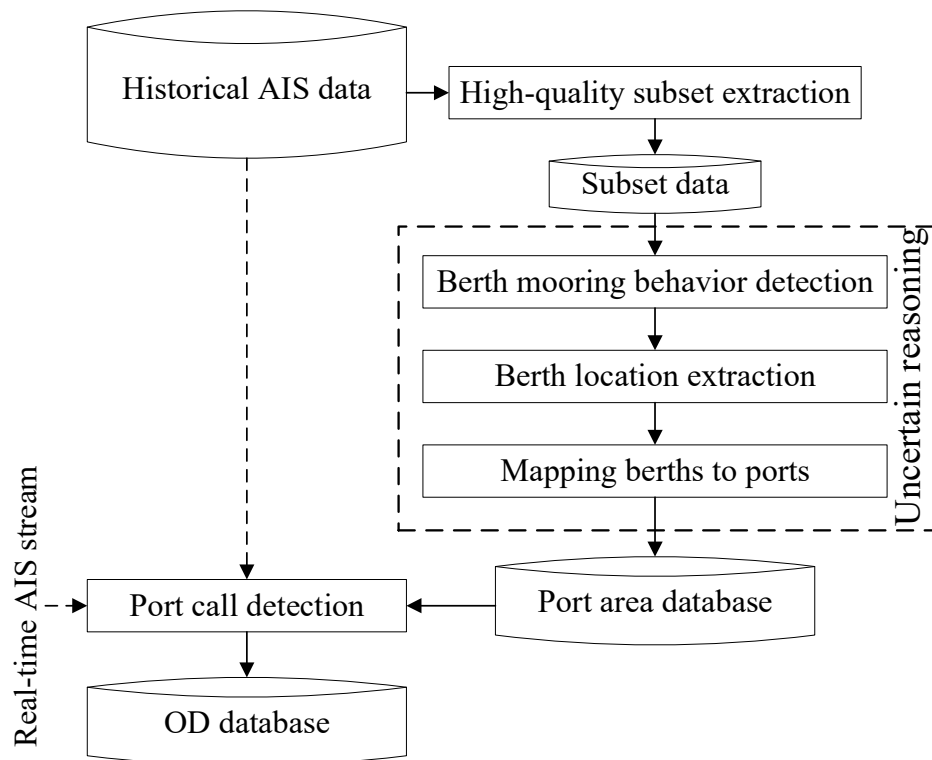 Historical AIS data
High-quality subset extraction
Subset data
Berth mooring behavior detection
Berth location extraction
Mapping berths to ports
Uncertain reasoning
Port area database
Port call detection
Real-time AIS stream
OD database